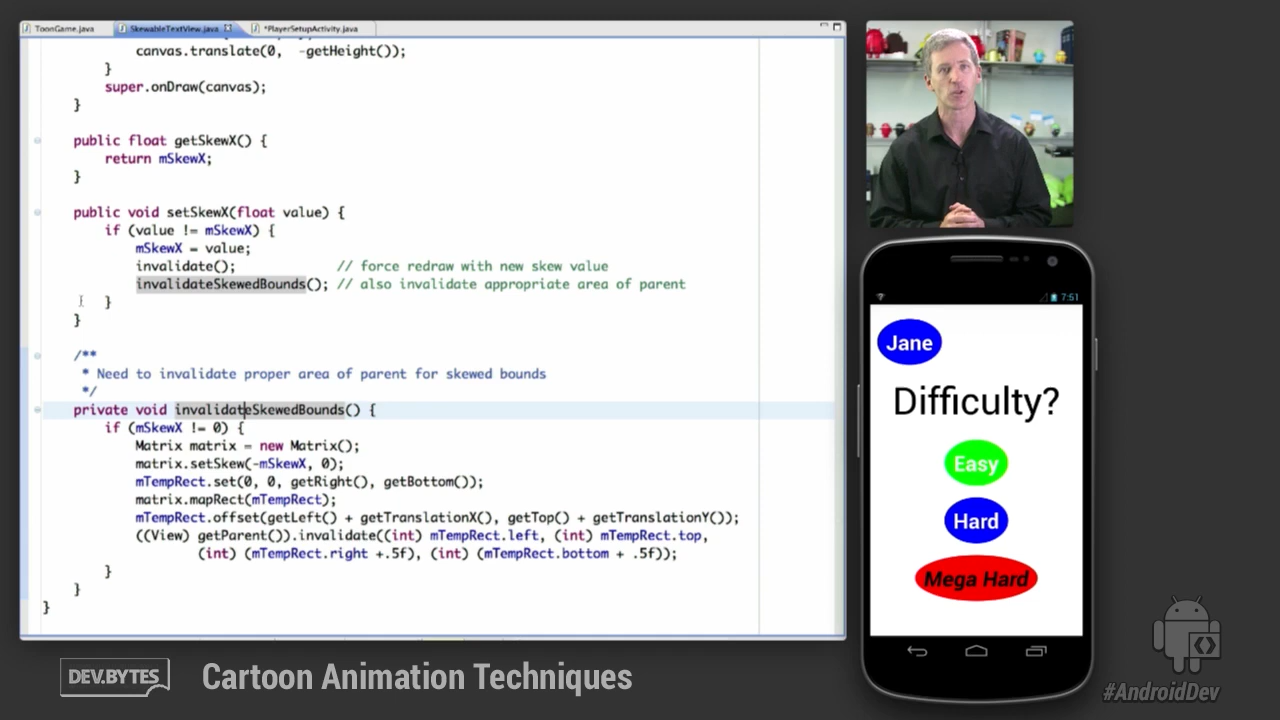 ToonGame.java
SkewableTextView.java
*PlayerSetupActivity.java
canvas.translate(0, -getHeight());
}
super.onDraw(canvas);
}
public float getSkewX() {
return mSkewX;
}
public void setSkewX(float value) {
if (value != mSkewX) {
mSkewX = value;
invalidate(); // force redraw with new skew value
invalidateSkewedBounds(); // also invalidate appropriate area of parent
}
}
/**
* Need to invalidate proper area of parent for skewed bounds
*/
private void invalidateSkewedBounds() {
if (mSkewX != 0) {
Matrix matrix = new Matrix();
matrix.setSkew(-mSkewX, 0);
mTempRect.set(0, 0, getRight(), getBottom());
matrix.mapRect(mTempRect);
mTempRect.offset(getLeft() + getTranslationX(), getTop() + getTranslationY());
((View) getParent()).invalidate((int) mTempRect.left, (int) mTempRect.top,
(int) (mTempRect.right +.5f), (int) (mTempRect.bottom + .5f));
}
}
}
7:51
Jane
Difficulty?
Easy
Hard
Mega Hard
DEV.BYTES
Cartoon Animation Techniques
#AndroidDev